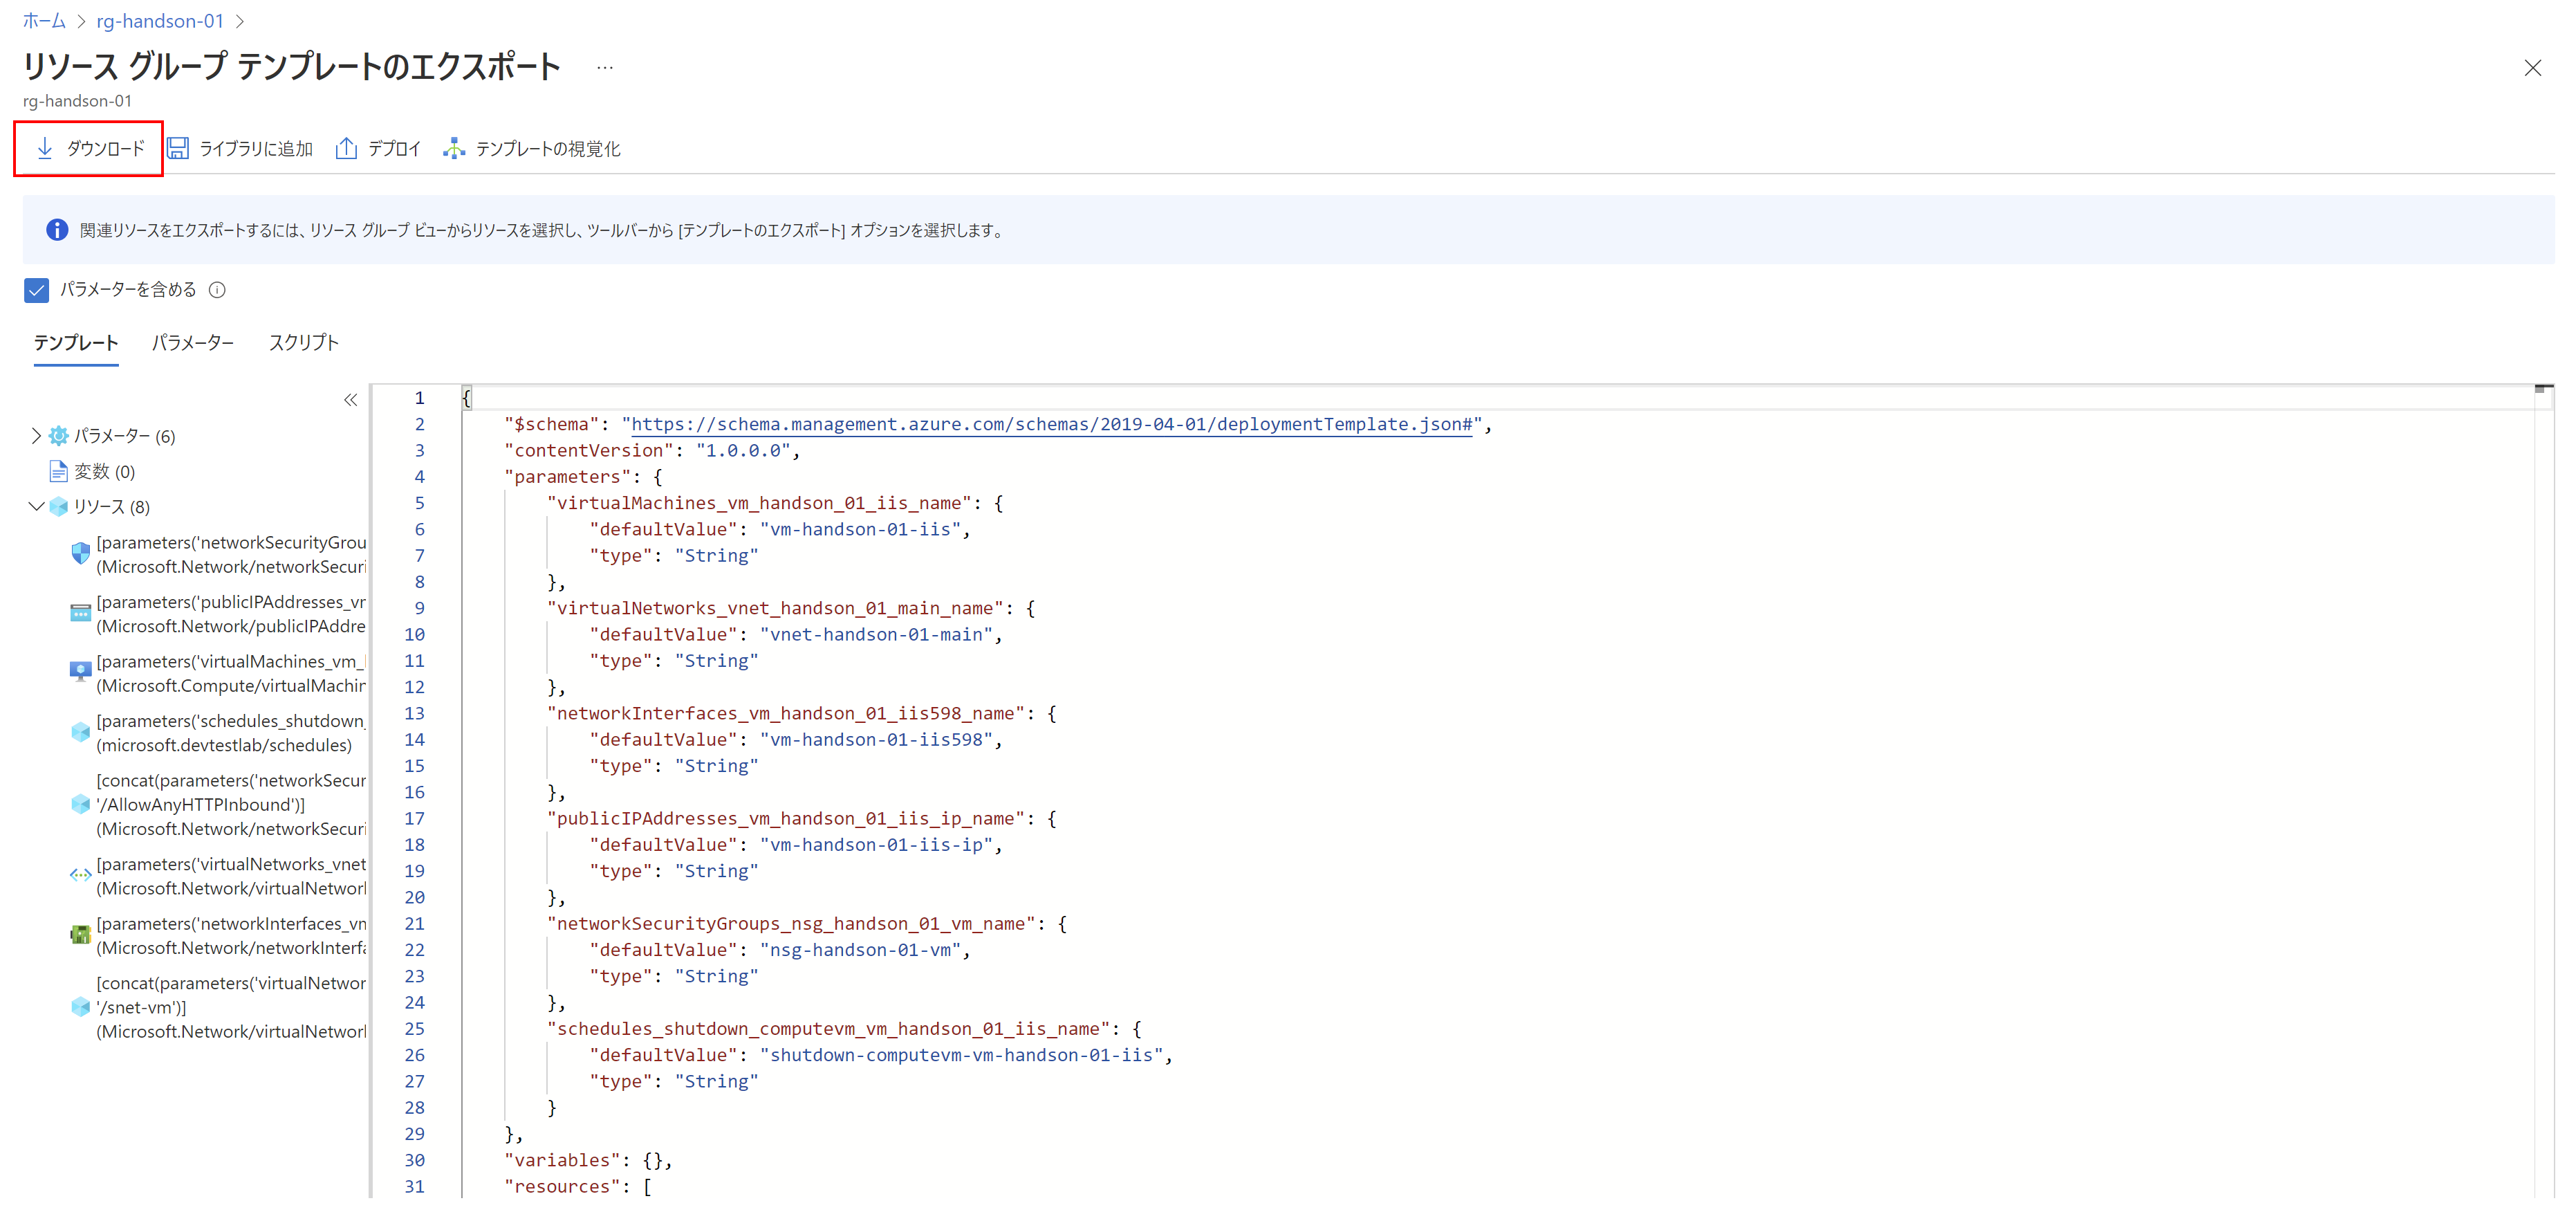 ホーム > rg-handson-01 >
リソース グループ テンプレートのエクスポート ...
rg-handson-01
ダウンロード ライブラリに追加 デプロイ テンプレートの視覚化
関連リソースをエクスポートするには、リソース グループ ビューからリソースを選択し、ツールバーから [テンプレートのエクスポート] オプションを選択します。
パラメーターを含める
テンプレート パラメーター スクリプト
パラメーター (6)
変数 (0)
リソース (8)
[parameters('networkSecurityGrou
(Microsoft.Network/networkSecuri
[parameters('publicIPAddresses_vm
(Microsoft.Network/publicIPAddre
[parameters('virtualMachines_vm_
(Microsoft.Compute/virtualMachin
[parameters('schedules_shutdown_
(microsoft.devtestlab/schedules)
[concat(parameters('networkSecur
'/AllowAnyHTTPInbound')]
(Microsoft.Network/networkSecuri
[parameters('virtualNetworks_vnet
(Microsoft.Network/virtualNetworl
[parameters('networkInterfaces_vm
(Microsoft.Network/networkInterfa
[concat(parameters('virtualNetwor
'/snet-vm')]
(Microsoft.Network/virtualNetworl
1 {
2 "$schema": "https://schema.management.azure.com/schemas/2019-04-01/deploymentTemplate.json#",
3 "contentVersion": "1.0.0.0",
4 "parameters": {
5 "virtualMachines_vm_handson_01_iis_name": {
6 "defaultValue": "vm-handson-01-iis",
7 "type": "String"
8 },
9 "virtualNetworks_vnet_handson_01_main_name": {
10 "defaultValue": "vnet-handson-01-main",
11 "type": "String"
12 },
13 "networkInterfaces_vm_handson_01_iis598_name": {
14 "defaultValue": "vm-handson-01-iis598",
15 "type": "String"
16 },
17 "publicIPAddresses_vm_handson_01_iis_ip_name": {
18 "defaultValue": "vm-handson-01-iis-ip",
19 "type": "String"
20 },
21 "networkSecurityGroups_nsg_handson_01_vm_name": {
22 "defaultValue": "nsg-handson-01-vm",
23 "type": "String"
24 },
25 "schedules_shutdown_computevm_vm_handson_01_iis_name": {
26 "defaultValue": "shutdown-computevm-vm-handson-01-iis",
27 "type": "String"
28 }
29 },
30 "variables": {},
31 "resources": [